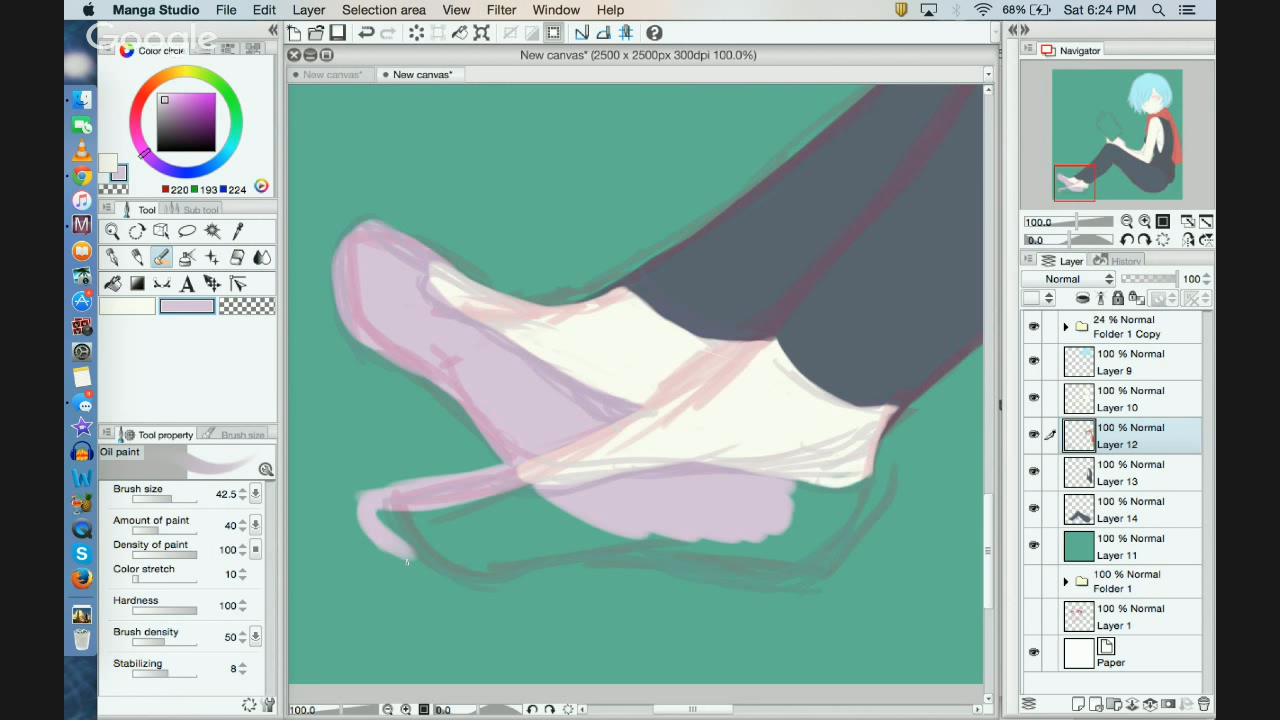 Manga Studio File Edit Layer Selection area View Filter Window Help 68% Sat 6:24 PM
Google
Color circle
New canvas* (2500 x 2500px 300dpi 100.0%)
Navigator
New canvas* New canvas*
220 193 224
Tool Sub tool
100.0
0.0
Layer History
Normal 100
24 % Normal
Folder 1 Copy
100 % Normal
Layer 9
100 % Normal
Layer 10
100 % Normal
Layer 12
100 % Normal
Layer 13
100 % Normal
Layer 14
100 % Normal
Layer 11
100 % Normal
Folder 1
100 % Normal
Layer 1
Paper
Tool property Brush size
Oil paint
Brush size 42.5
Amount of paint 40
Density of paint 100
Color stretch 10
Hardness 100
Brush density 50
Stabilizing 8
100.0 0.0